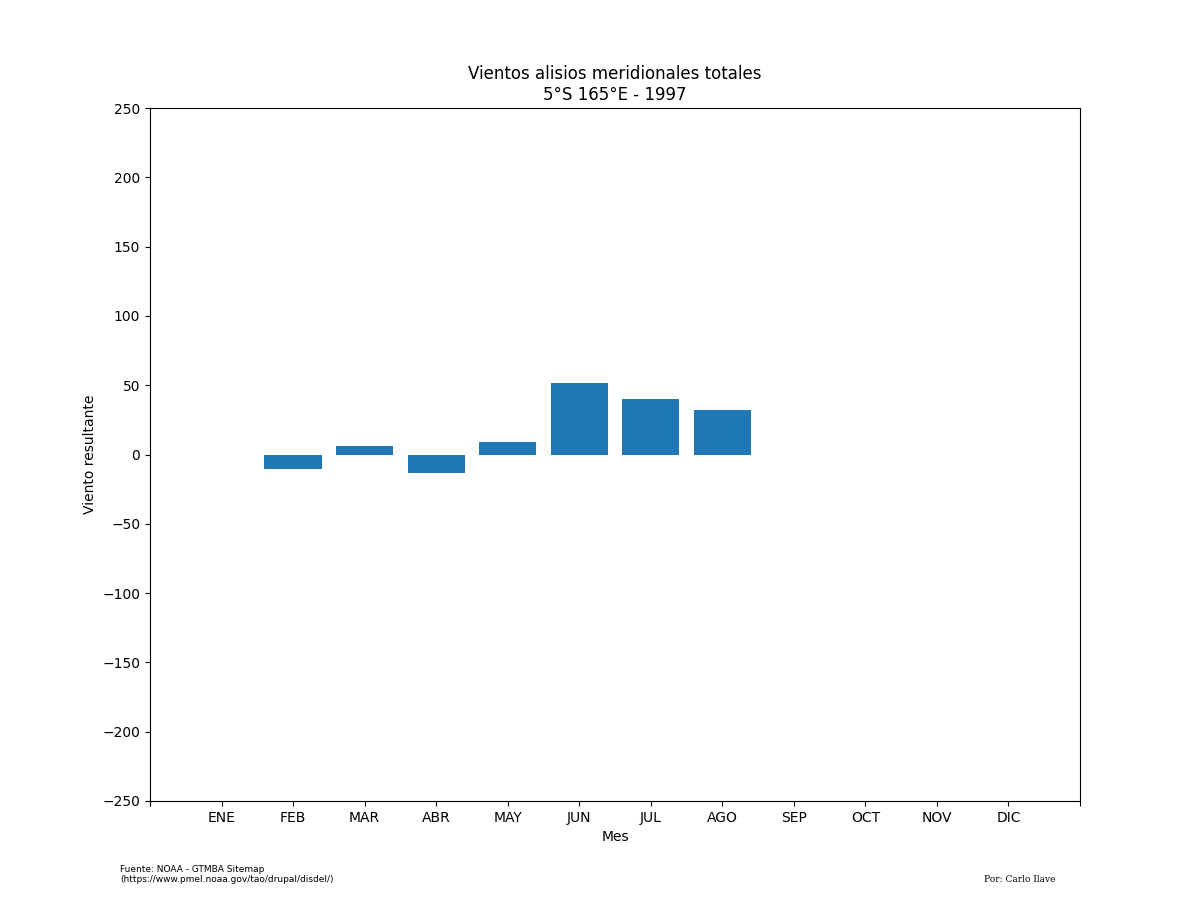 Vientos alisios meridionales totales
5°S 165°E - 1997
250
200
150
100
50
0
−50
−100
−150
−200
−250
Viento resultante
ENE FEB MAR ABR MAY JUN JUL AGO SEP OCT NOV DIC
Mes
Fuente: NOAA - GTMBA Sitemap
(https://www.pmel.noaa.gov/tao/drupal/disdel/)
Por: Carlo Ilave